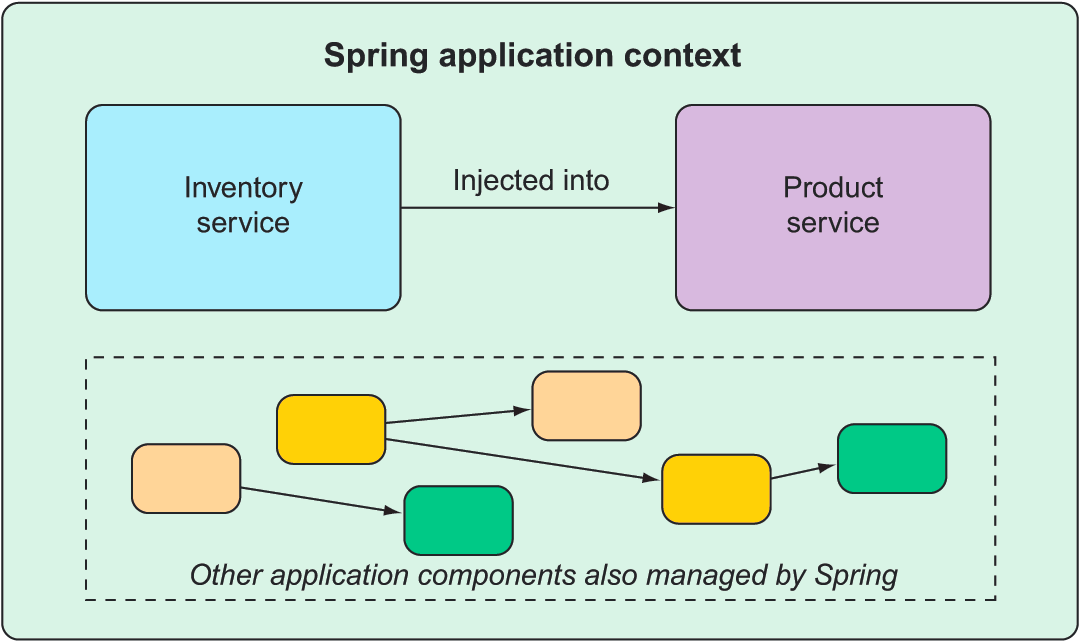 Spring application context
Inventory
service
Injected into
Product
service
Other application components also managed by Spring